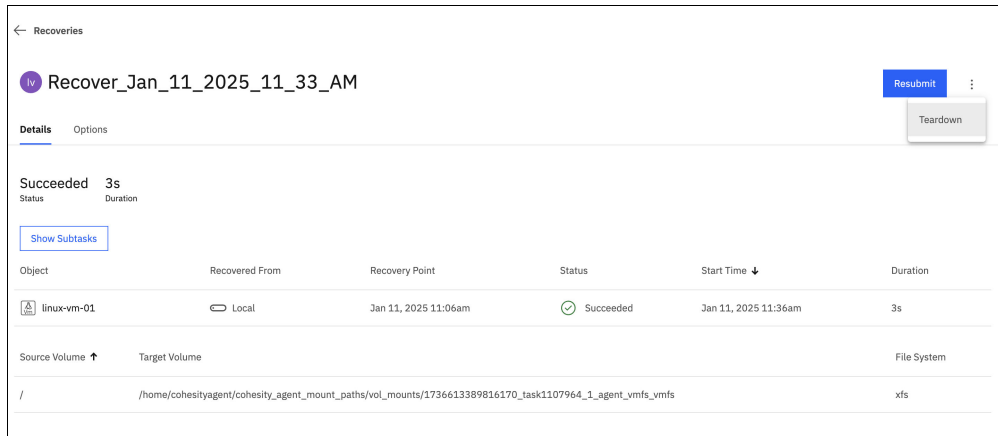 Recoveries
lv Recover_Jan_11_2025_11_33_AM
Resubmit
Teardown
Details Options
Succeeded 3s
Status Duration
Show Subtasks
Object Recovered From Recovery Point Status Start Time Duration
Vm linux-vm-01 Local Jan 11, 2025 11:06am Succeeded Jan 11, 2025 11:36am 3s
Source Volume Target Volume File System
/ /home/cohesityagent/cohesity_agent_mount_paths/vol_mounts/1736613389816170_task1107964_1_agent_vmfs_vmfs xfs